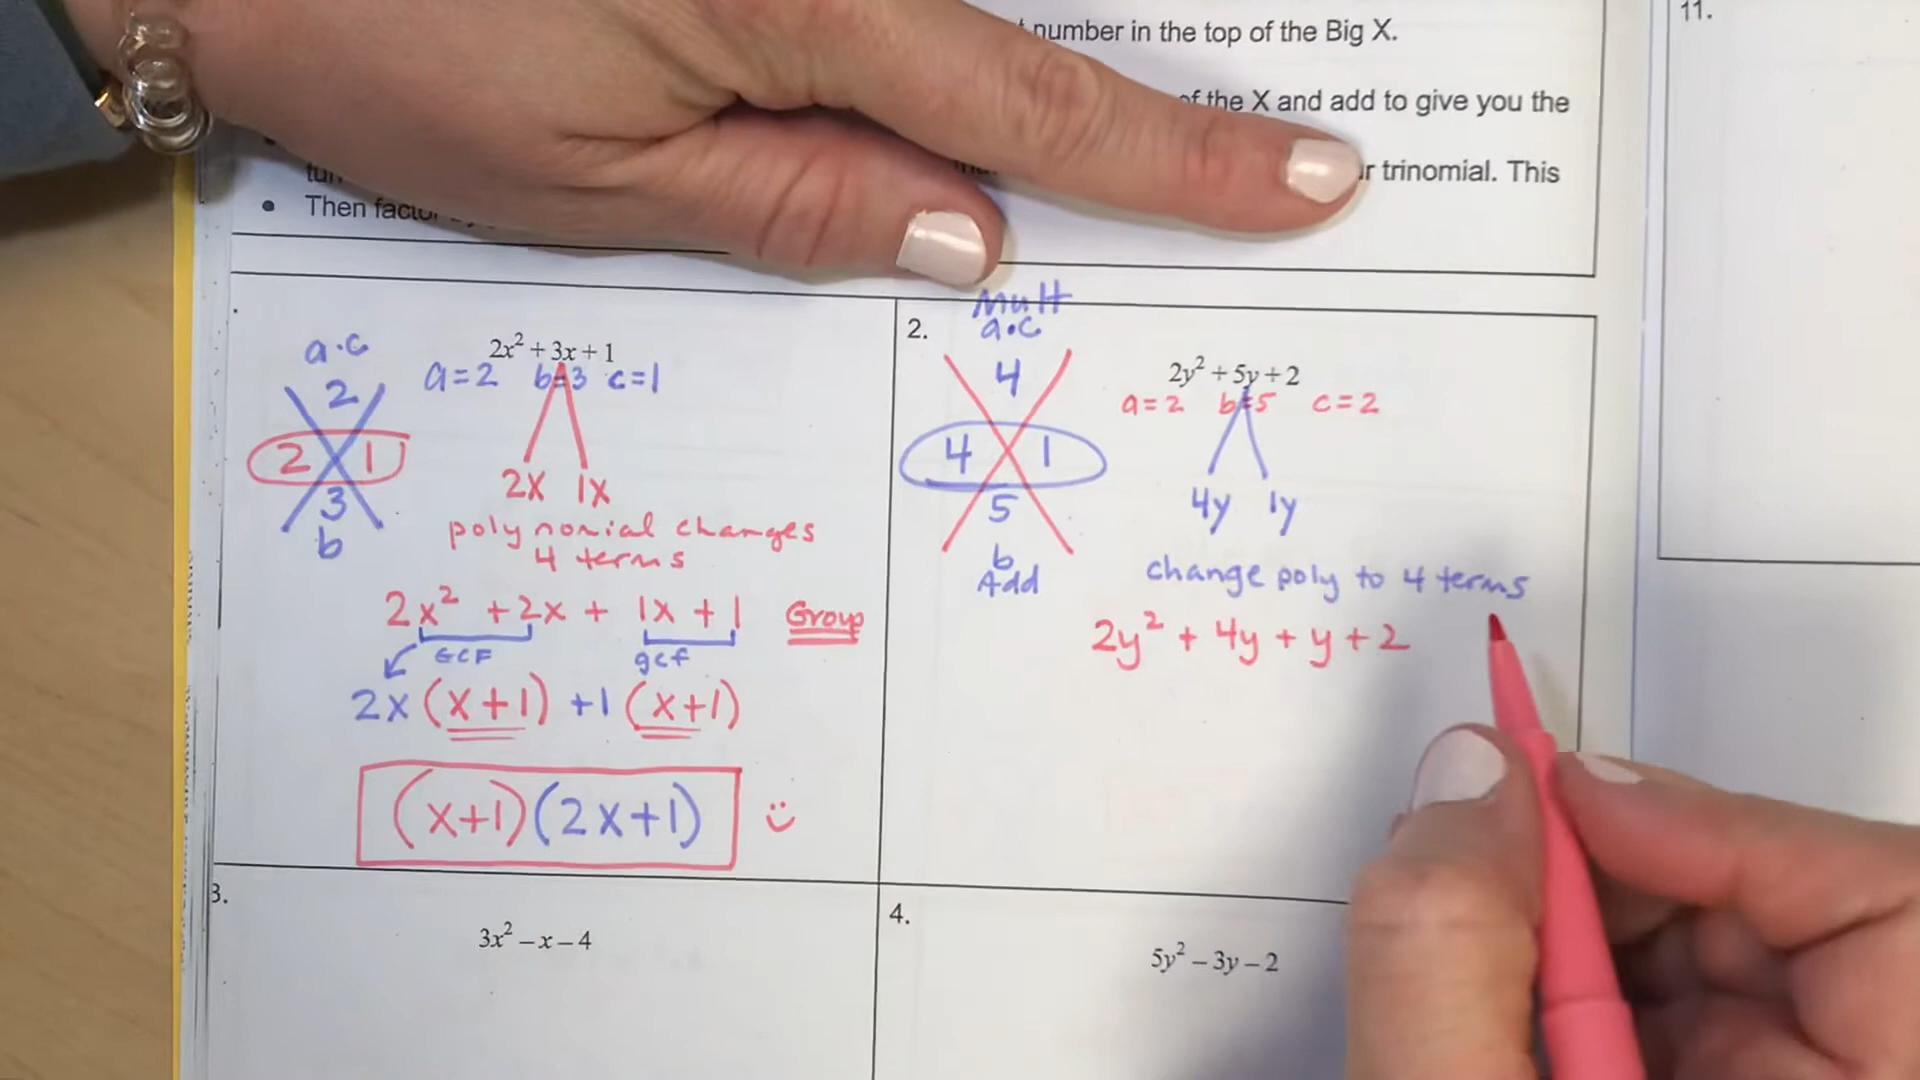 number in the top of the Big X.
of the X and add to give you the
trinomial. This
Then factor
11.
a·c
2
2 1
3
b
2x² + 3x + 1
a=2 b=3 c=1
2x 1x
polynonial changes
4 terms
2x² +2x + 1x + 1 Group
GCF gcf
2x (x+1) +1 (x+1)
(x+1)(2x+1)
2.
Mult
a·c
4
4 1
5
b
Add
2y² + 5y + 2
a=2 b=5 c=2
4y 1y
change poly to 4 terms
2y² + 4y + y + 2
3.
3x² – x – 4
4.
5y² – 3y – 2